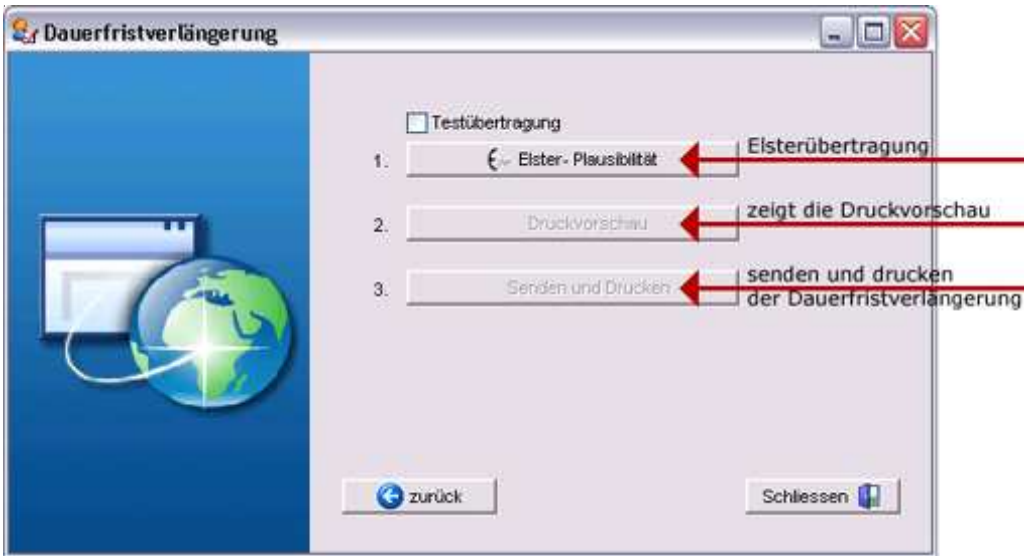 Dauerfristverlängerung
Testübertragung
1. Elster- Plausibilität
Elsterübertragung
2. Druckvorschau
zeigt die Druckvorschau
3. Senden und Drucken
senden und drucken
der Dauerfristverlängerung
zurück
Schliessen